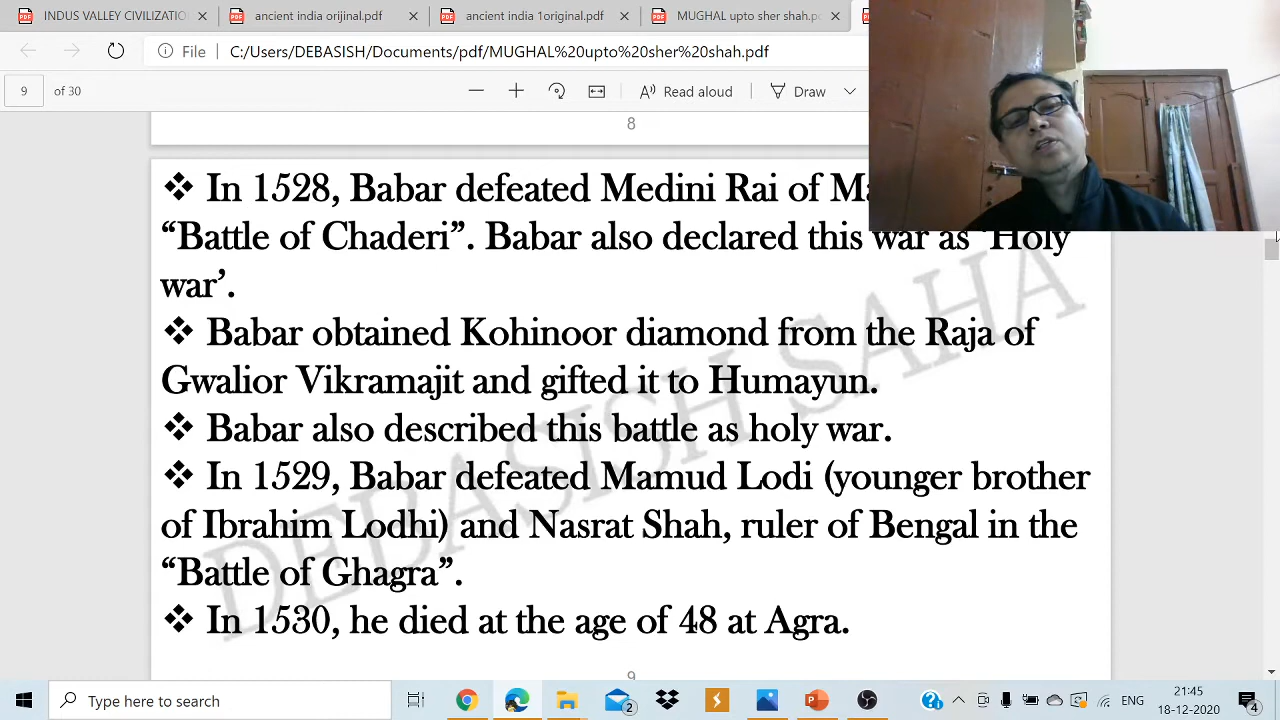 INDUS VALLEY CIVILIZATIO
ancient india orijinal.pdf
ancient india 1original.pdf
MUGHAL upto sher shah.p
File
C:/Users/DEBASISH/Documents/pdf/MUGHAL%20upto%20sher%20shah.pdf
9 of 30
Read aloud
Draw
8
❖ In 1528, Babar defeated Medini Rai of
“Battle of Chaderi”. Babar also declared this war as ‘Holy
war’.
❖ Babar obtained Kohinoor diamond from the Raja of
Gwalior Vikramajit and gifted it to Humayun.
❖ Babar also described this battle as holy war.
❖ In 1529, Babar defeated Mamud Lodi (younger brother
of Ibrahim Lodhi) and Nasrat Shah, ruler of Bengal in the
“Battle of Ghagra”.
❖ In 1530, he died at the age of 48 at Agra.
DEBASISH SAHA
9
Type here to search
2
ENG
21:45
18-12-2020
4